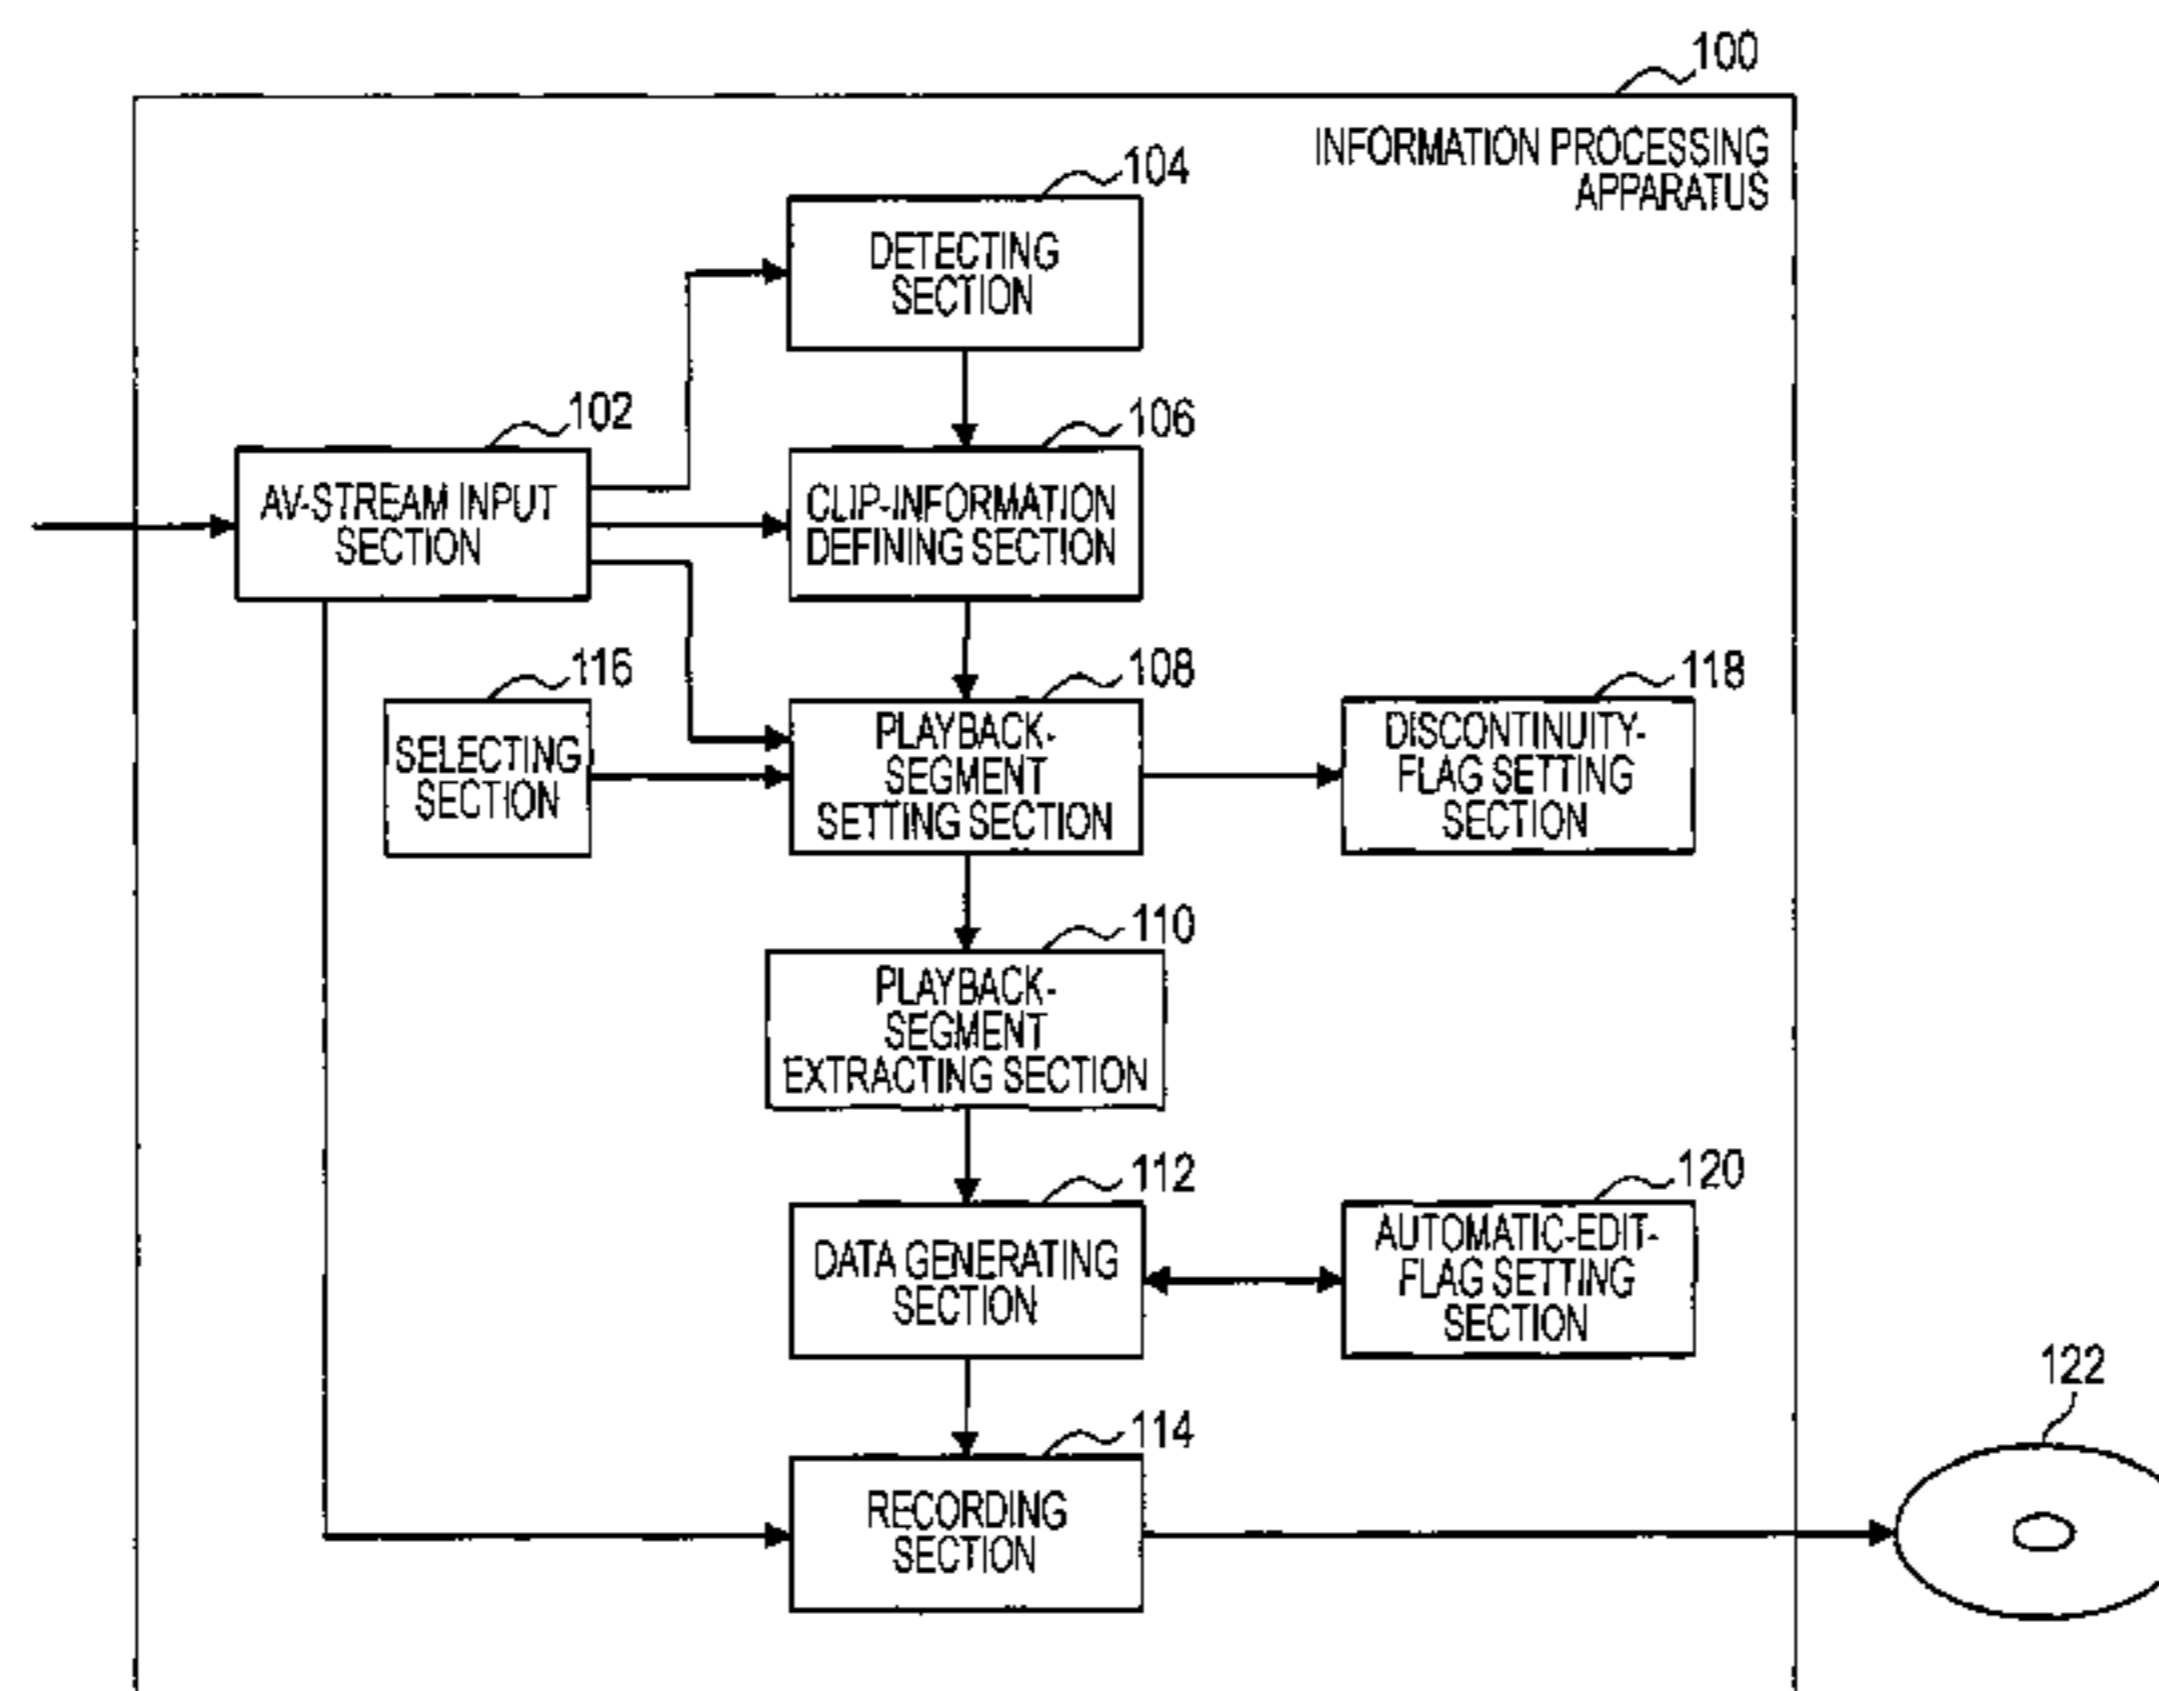 100
INFORMATION PROCESSING
APPARATUS
104
DETECTING
SECTION
102
AV-STREAM INPUT
SECTION
106
CLIP-INFORMATION
DEFINING SECTION
116
SELECTING
SECTION
108
PLAYBACK-
SEGMENT
SETTING SECTION
118
DISCONTINUITY-
FLAG SETTING
SECTION
110
PLAYBACK-
SEGMENT
EXTRACTING SECTION
112
DATA GENERATING
SECTION
120
AUTOMATIC-EDIT-
FLAG SETTING
SECTION
114
RECORDING
SECTION
122